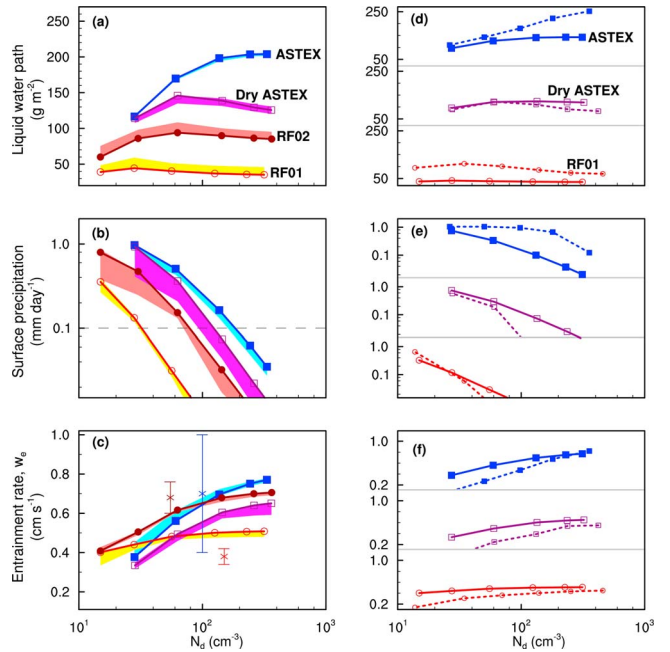 (a)
250
200
150
100
50
Liquid water path
(g m⁻²)
ASTEX
Dry ASTEX
RF02
RF01
(d)
250
50
250
50
250
50
ASTEX
Dry ASTEX
RF01
(b)
1.0
0.1
Surface precipitation
(mm day⁻¹)
(e)
1.0
0.1
1.0
0.1
1.0
0.1
(c)
1.0
0.8
0.6
0.4
0.2
Entrainment rate, wₑ
(cm s⁻¹)
10¹
10²
10³
N_d (cm⁻³)
(f)
1.0
0.2
1.0
0.2
1.0
0.2
10¹
10²
10³
N_d (cm⁻³)